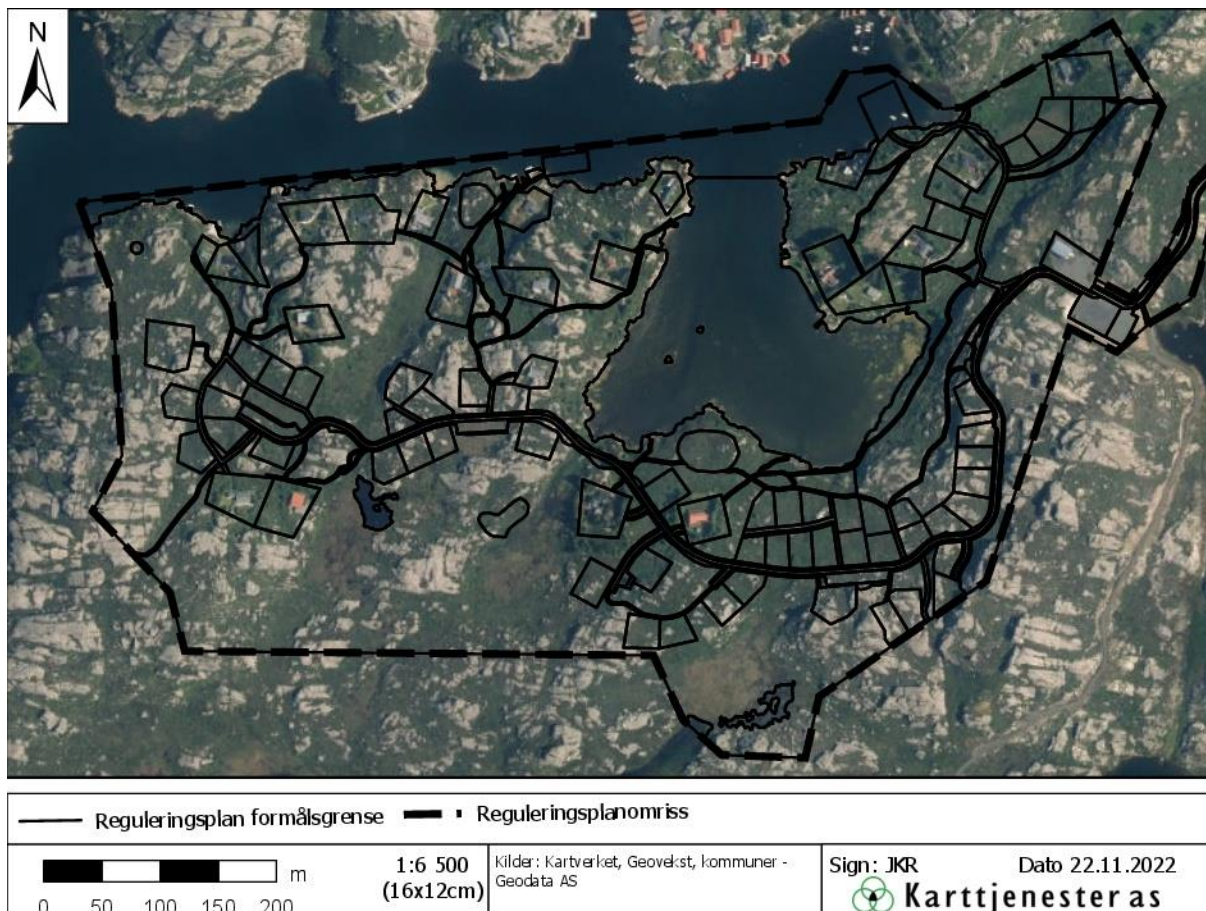 N
Reguleringsplan formålsgrense Reguleringsplanomriss
m
0 50 100 150 200
1:6 500
(16x12cm)
Kilder: Kartverket, Geovekst, kommuner -
Geodata AS
Sign: JKR Dato 22.11.2022
Karttjenester as